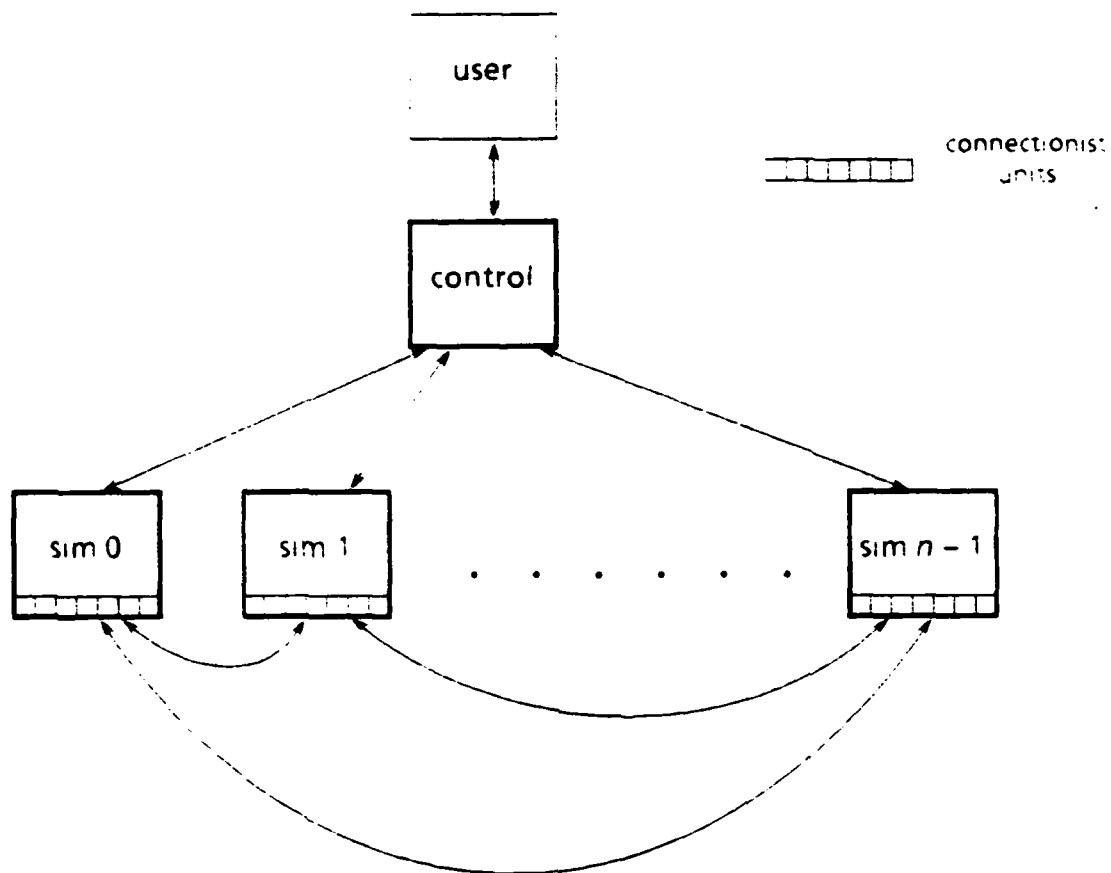 user
connectionist
units
control
sim 0
sim 1
sim n – 1